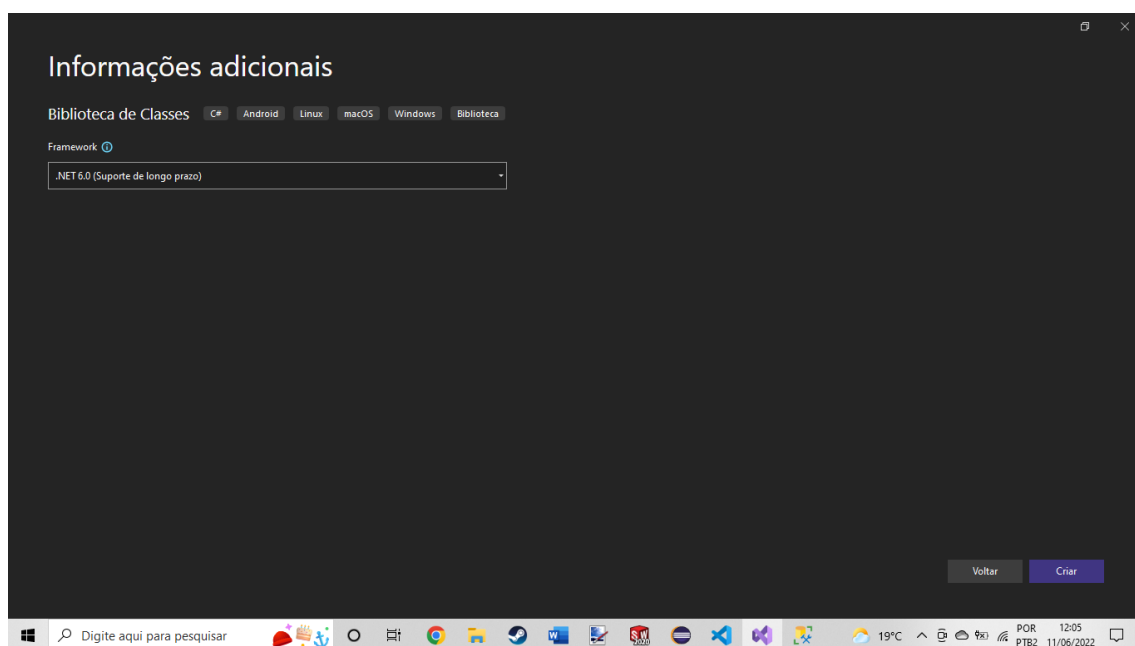 Informações adicionais
Biblioteca de Classes C# Android Linux macOS Windows Biblioteca
Framework
.NET 6.0 (Suporte de longo prazo)
Voltar Criar
Digite aqui para pesquisar 19°C POR 12:05
PTB2 11/06/2022